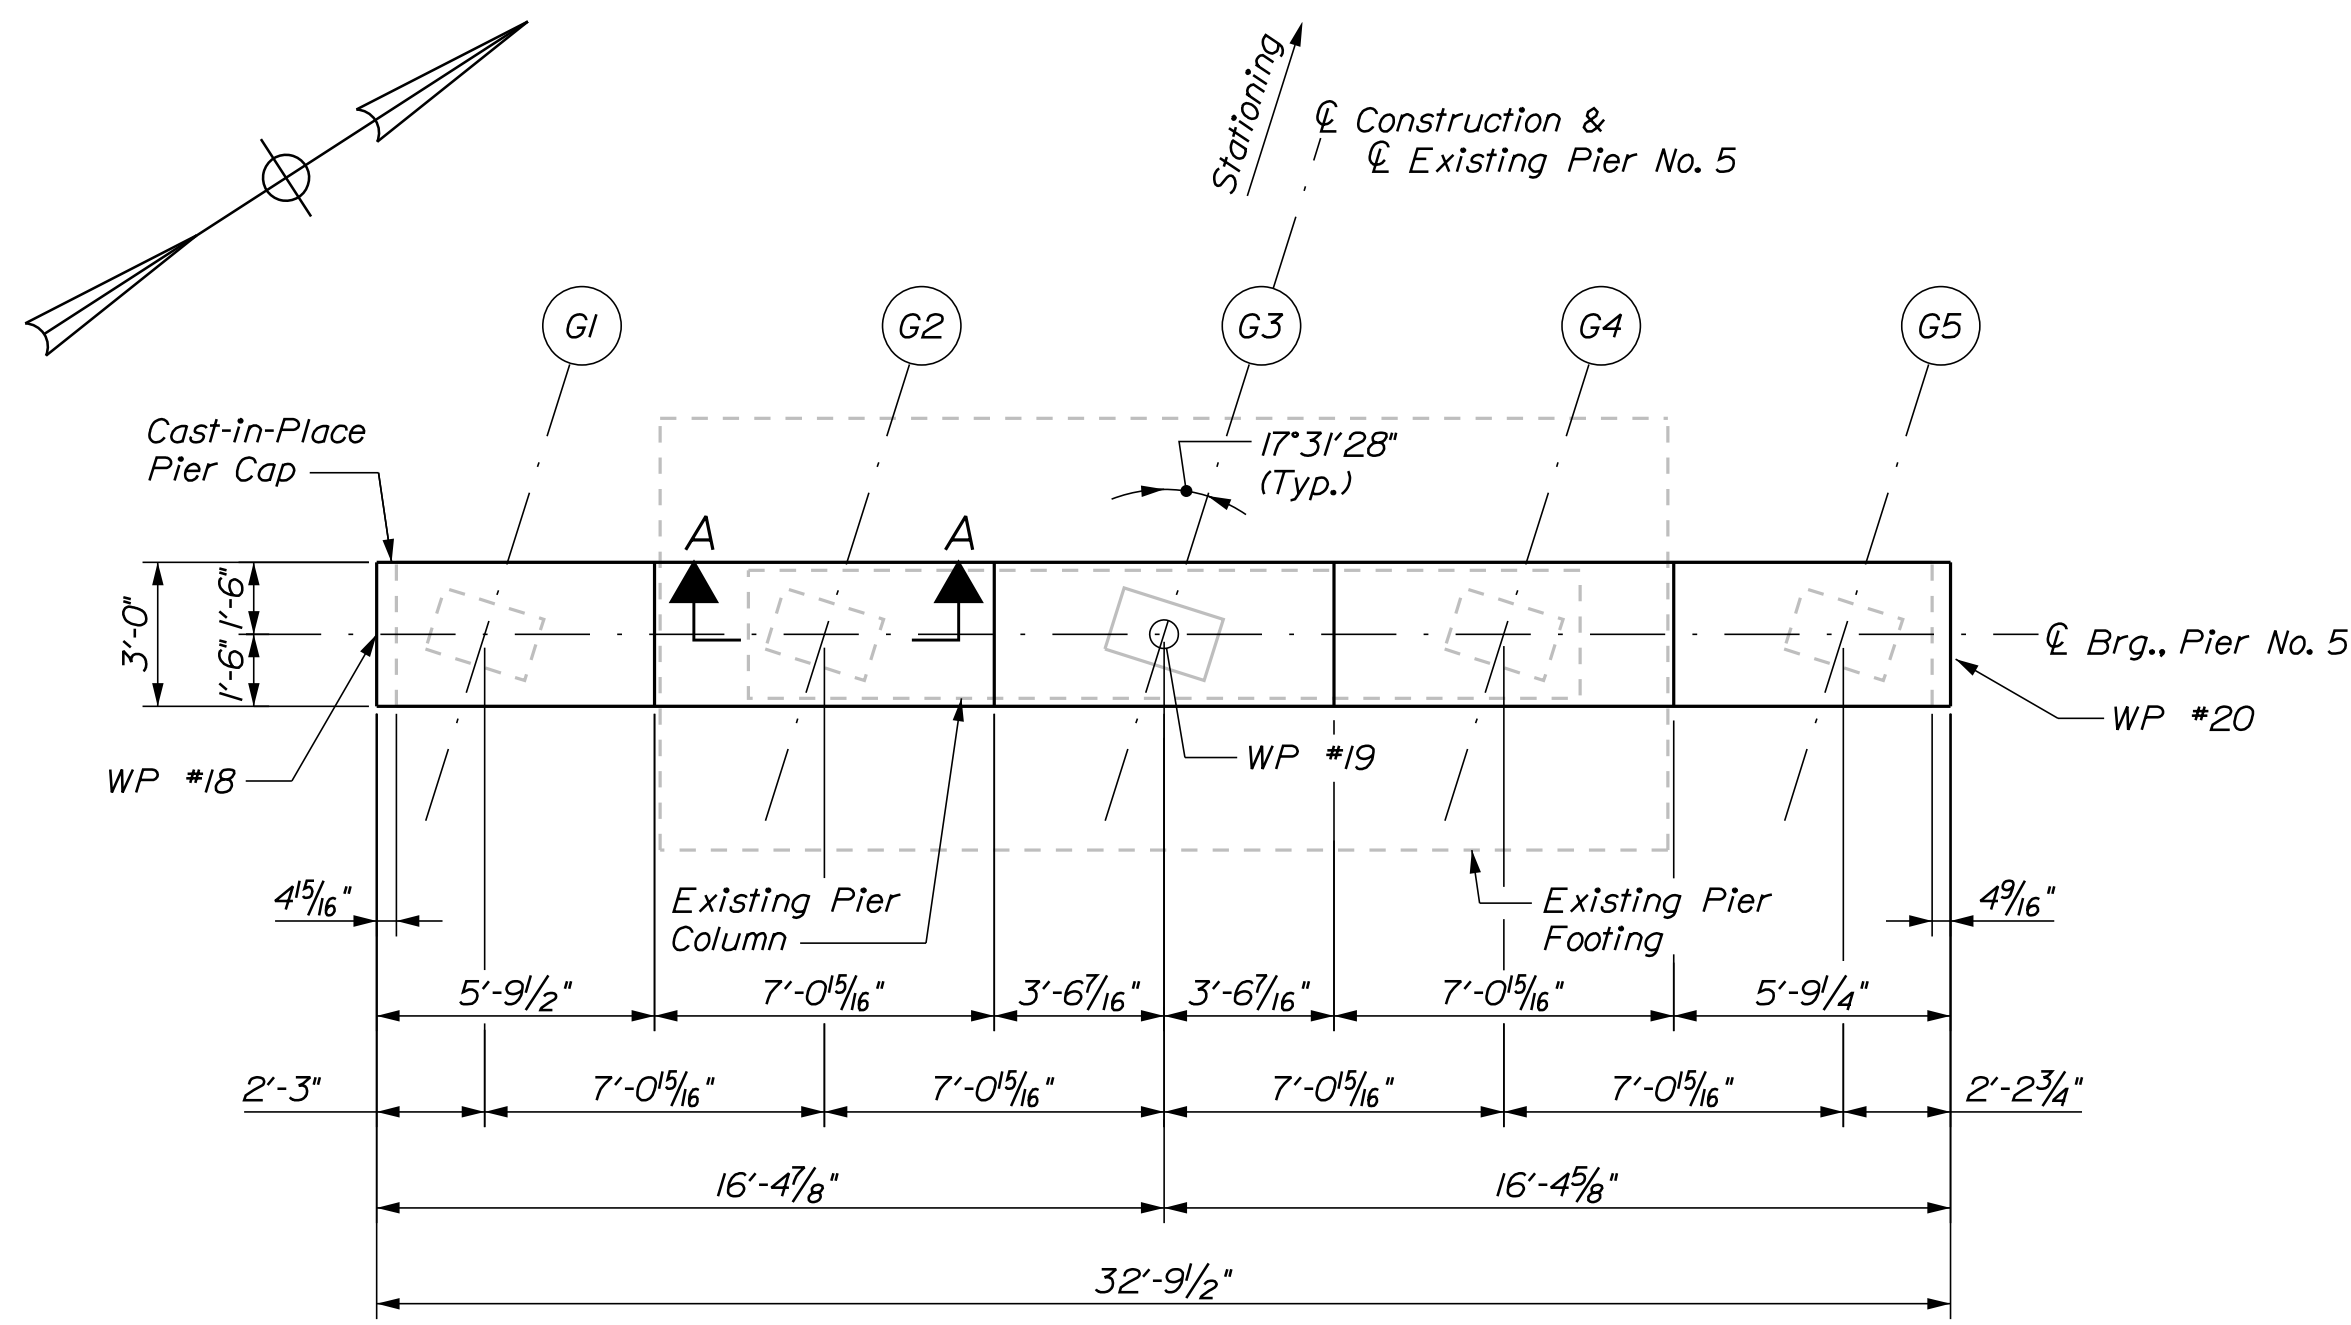 Stationing
℄ Construction &
℄ Existing Pier No. 5
G1 G2 G3 G4 G5
Cast-in-Place
Pier Cap
17°31'28"
(Typ.)
A A
3'-0"
1'-6"
1'-6"
℄ Brg., Pier No. 5
WP #18
WP #19
WP #20
4 15/16"
Existing Pier
Column
Existing Pier
Footing
4 9/16"
5'-9 1/2" 7'-0 15/16" 3'-6 7/16" 3'-6 7/16" 7'-0 15/16" 5'-9 1/4"
2'-3" 7'-0 15/16" 7'-0 15/16" 7'-0 15/16" 7'-0 15/16" 2'-2 3/4"
16'-4 7/8" 16'-4 5/8"
32'-9 1/2"